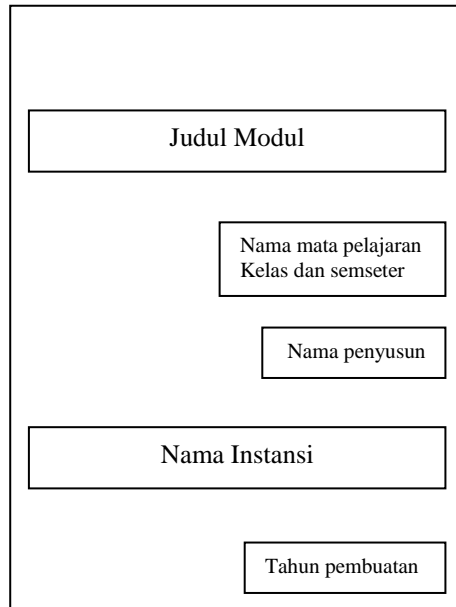 Judul Modul
Nama mata pelajaran
Kelas dan semseter
Nama penyusun
Nama Instansi
Tahun pembuatan